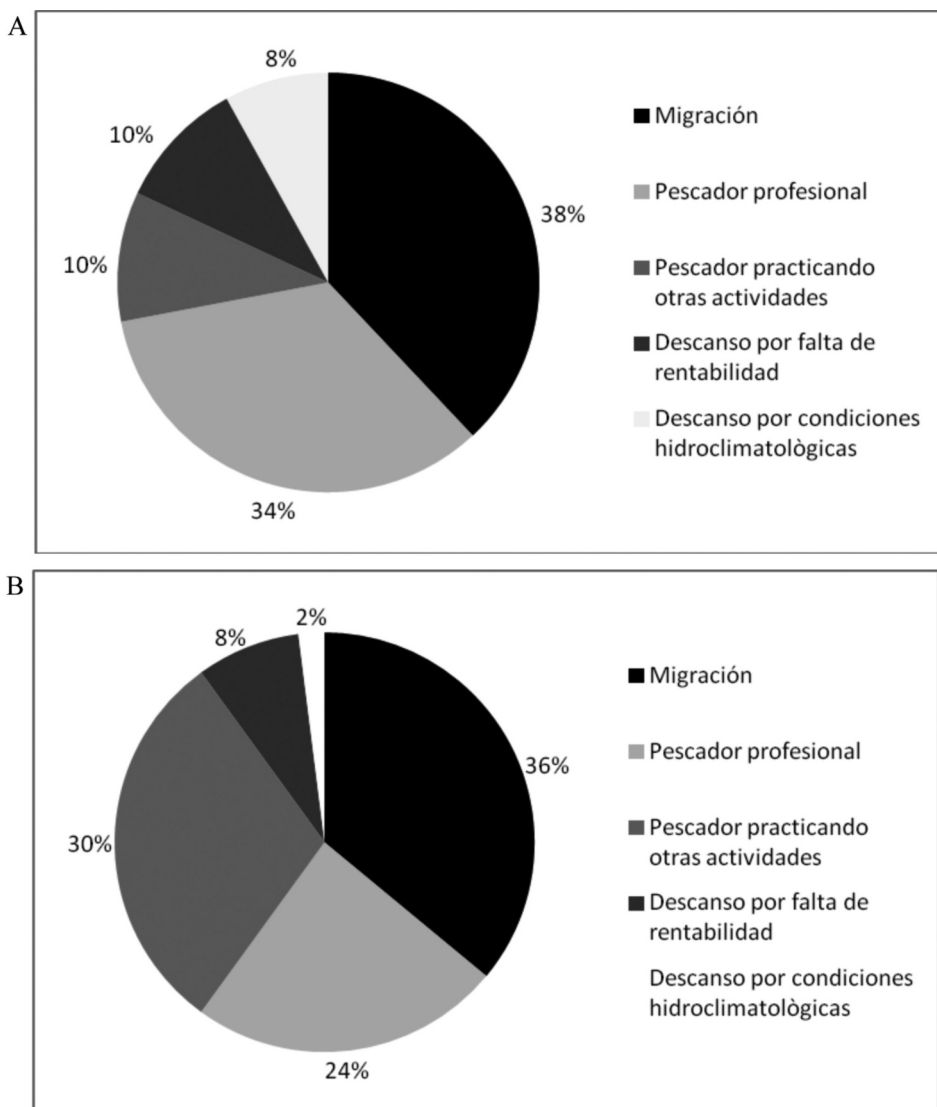 A
8%
10%
10%
38%
34%
Migración
Pescador profesional
Pescador practicando
otras actividades
Descanso por falta de
rentabilidad
Descanso por condiciones
hidroclimatològicas
B
2%
8%
36%
30%
24%
Migración
Pescador profesional
Pescador practicando
otras actividades
Descanso por falta de
rentabilidad
Descanso por condiciones
hidroclimatològicas